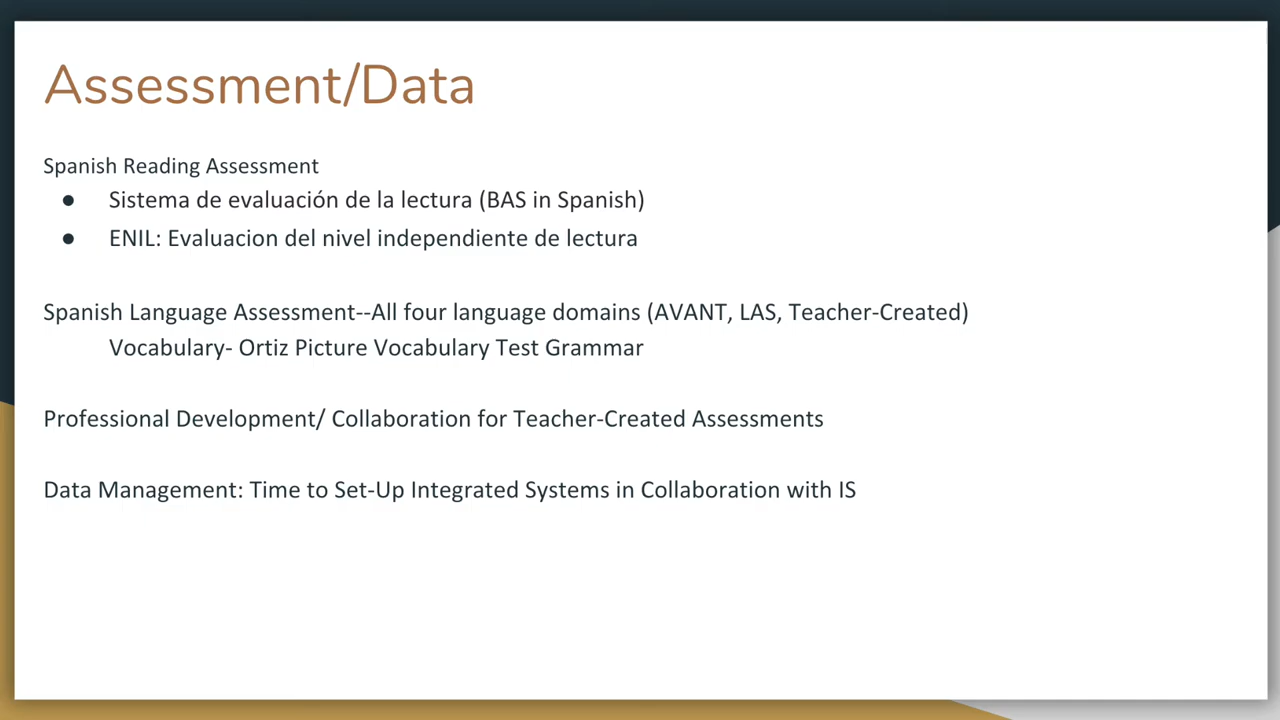 Assessment/Data
Spanish Reading Assessment
● Sistema de evaluación de la lectura (BAS in Spanish)
● ENIL: Evaluacion del nivel independiente de lectura
Spanish Language Assessment--All four language domains (AVANT, LAS, Teacher-Created)
Vocabulary- Ortiz Picture Vocabulary Test Grammar
Professional Development/ Collaboration for Teacher-Created Assessments
Data Management: Time to Set-Up Integrated Systems in Collaboration with IS